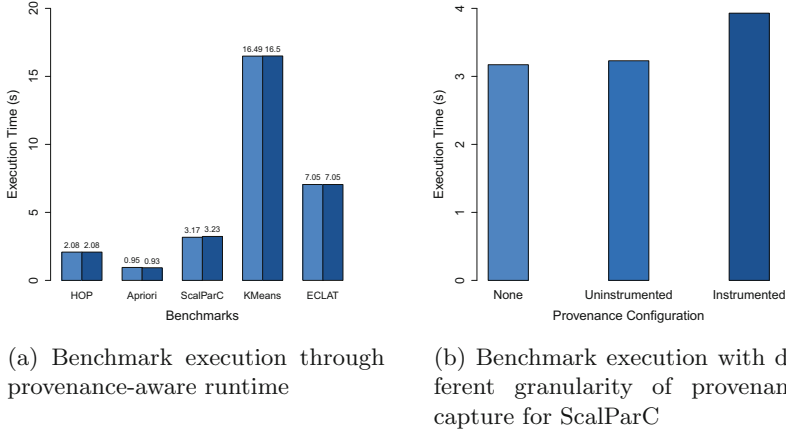 20
15
10
5
0
Execution Time (s)
2.08 2.08
0.95 0.93
3.17 3.23
16.49 16.5
7.05 7.05
HOP Apriori ScalParC KMeans ECLAT
Benchmarks
(a) Benchmark execution through
provenance-aware runtime
4
3
2
1
0
Execution Time (s)
None Uninstrumented Instrumented
Provenance Configuration
(b) Benchmark execution with d
ferent granularity of provenan
capture for ScalParC